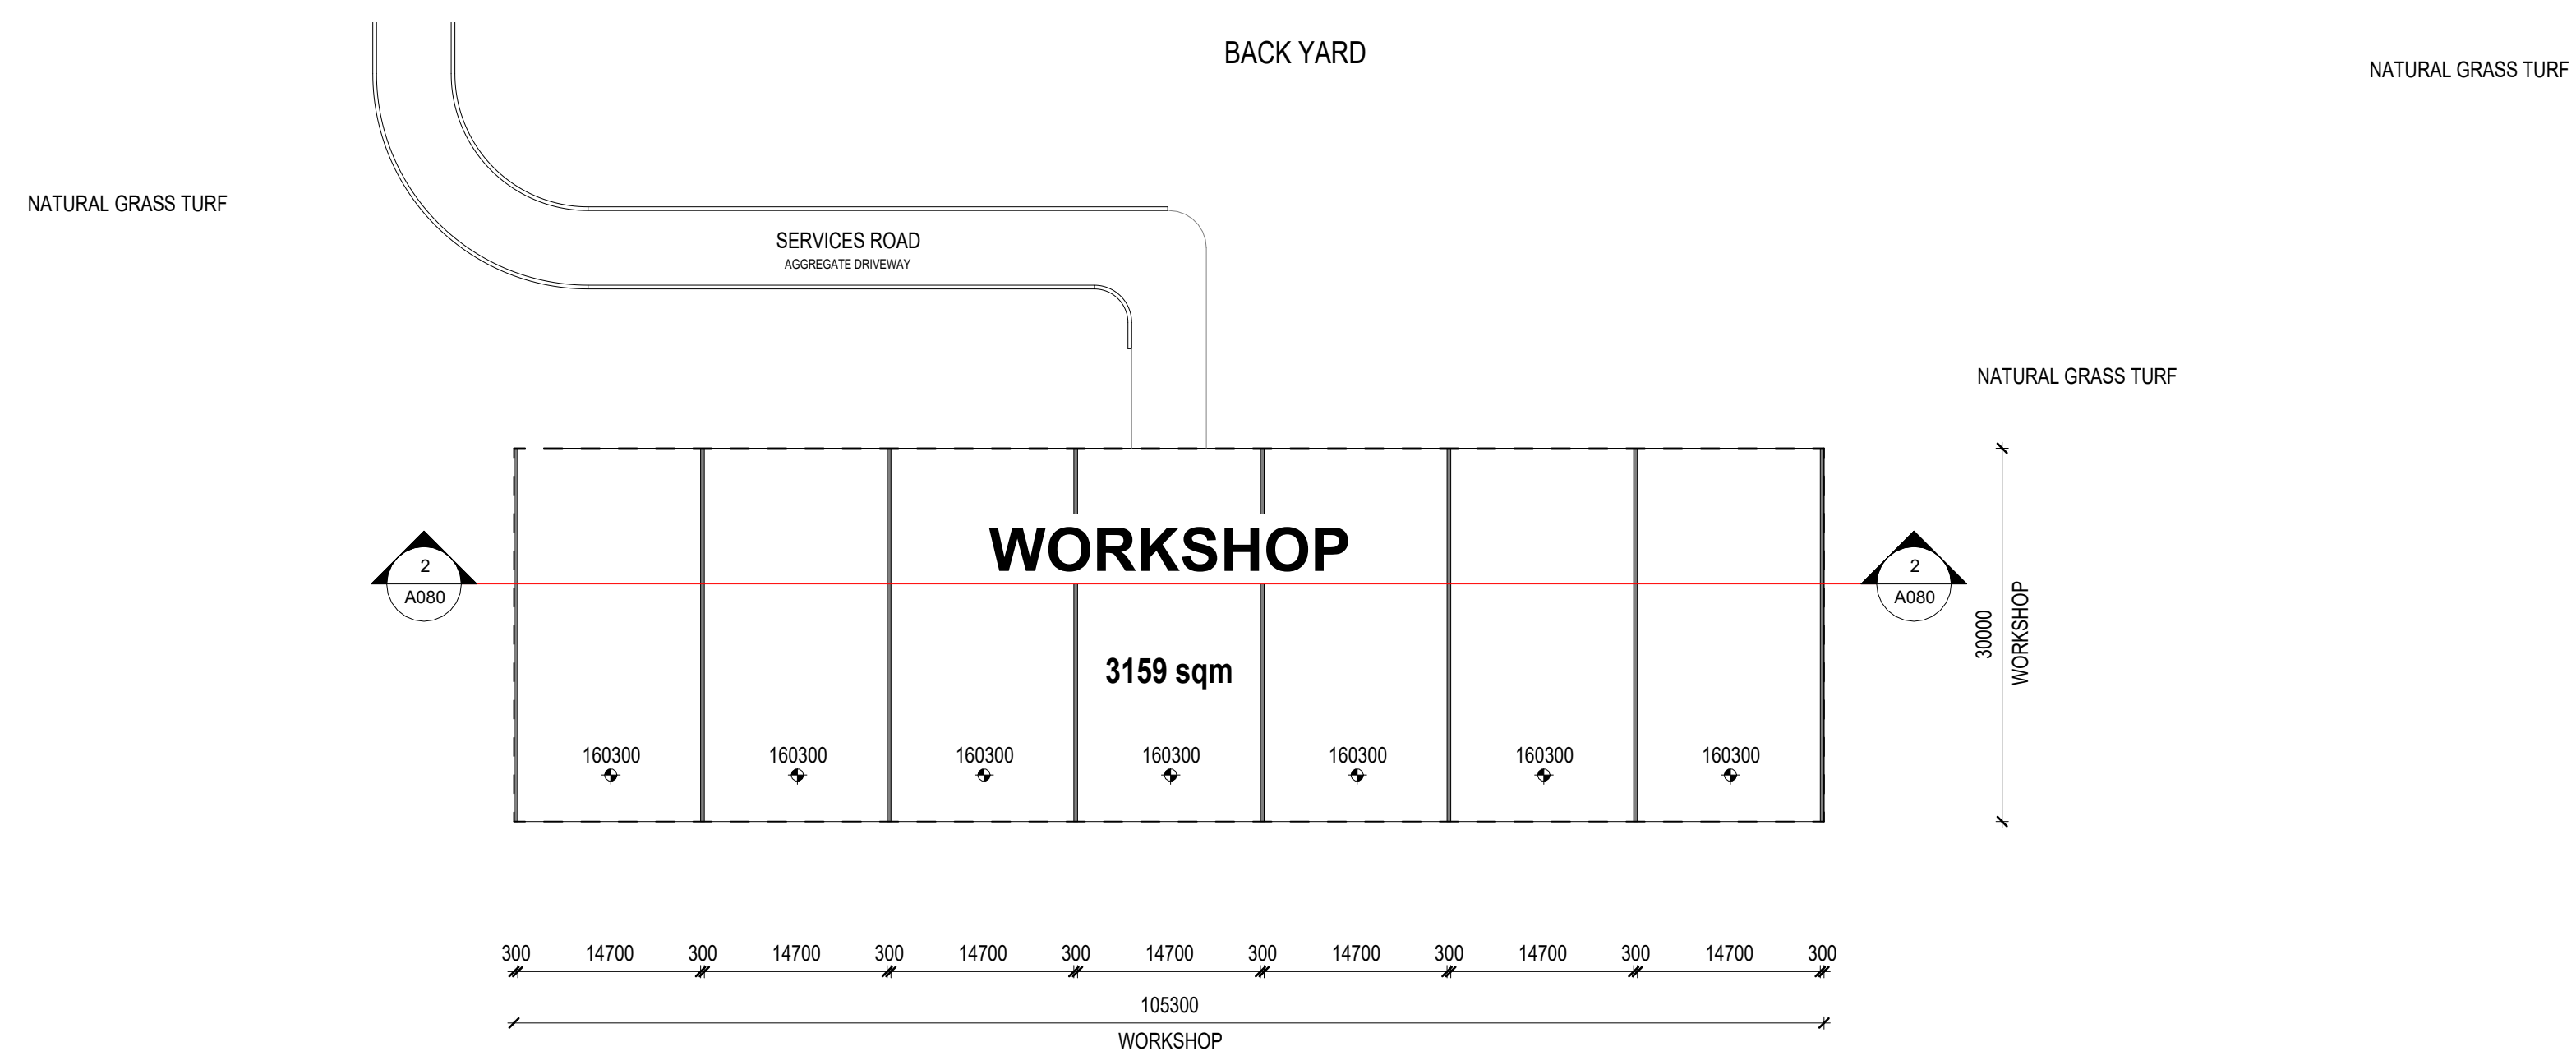 BACK YARD
NATURAL GRASS TURF
NATURAL GRASS TURF
SERVICES ROAD
AGGREGATE DRIVEWAY
NATURAL GRASS TURF
WORKSHOP
2
A080
2
A080
30000
WORKSHOP
3159 sqm
160300 160300 160300 160300 160300 160300 160300
300 14700 300 14700 300 14700 300 14700 300 14700 300 14700 300 14700 300
105300
WORKSHOP